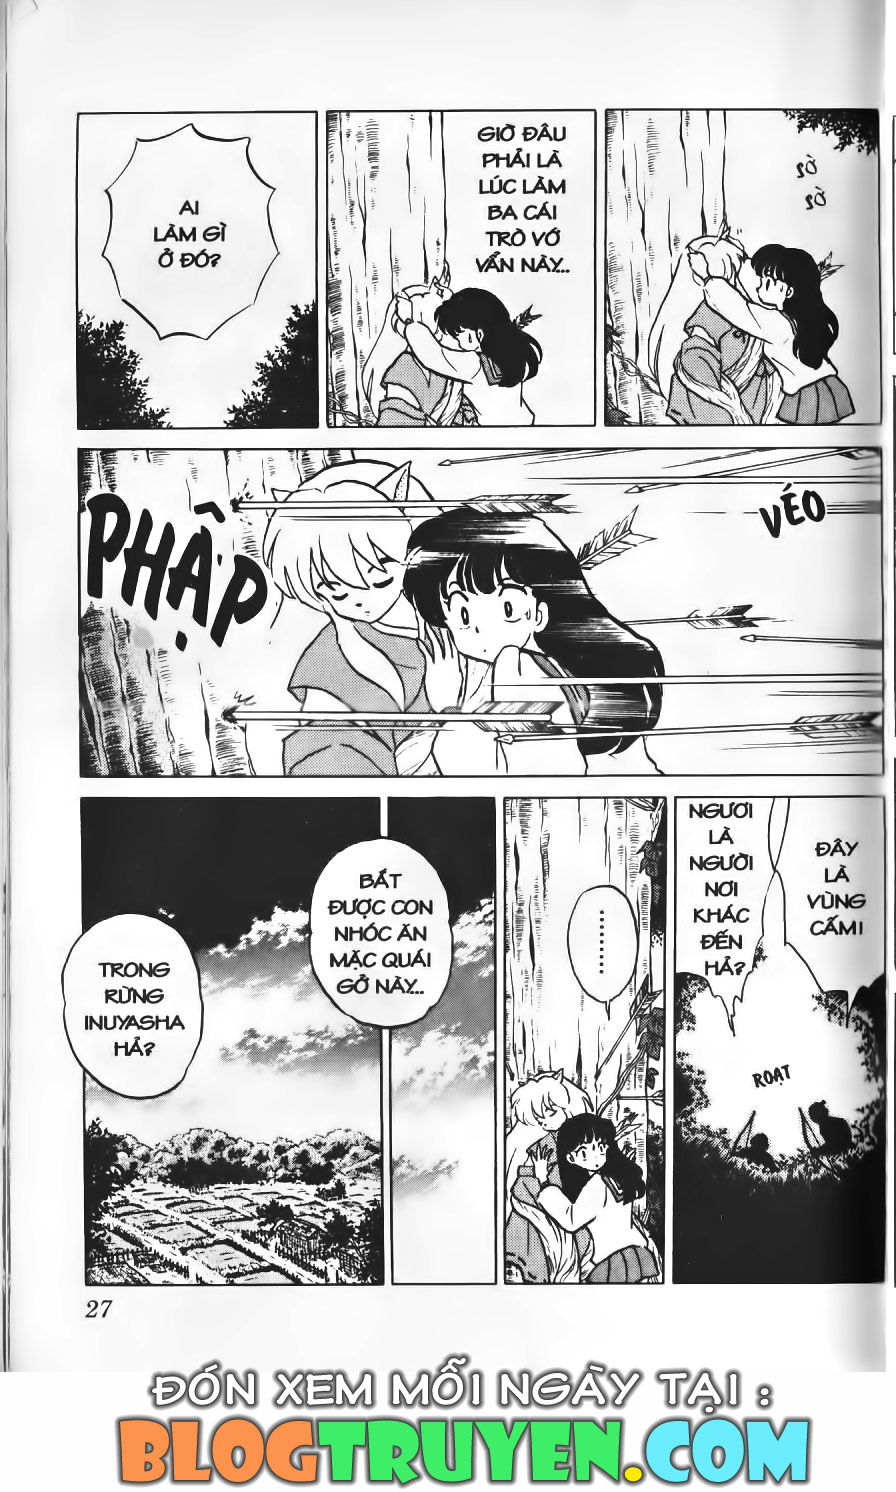 SỜ
SỜ
GIỜ ĐÂU
PHẢI LÀ
LÚC LÀM
BA CÁI
TRÒ VỚ
VẨN NÀY...
AI
LÀM GÌ
Ở ĐÓ?
VÉO
PHẬP
ĐÂY
LÀ
VÙNG
CẤM!
NGƯƠI
LÀ
NGƯỜI
NƠI
KHÁC
ĐẾN
HẢ?
ROẠT
.........
BẮT
ĐƯỢC CON
NHÓC ĂN
MẶC QUÁI
GỞ NÀY...
TRONG
RỪNG
INUYASHA
HẢ?
27
ĐÓN XEM MỖI NGÀY TẠI :
BLOGTRUYEN.COM